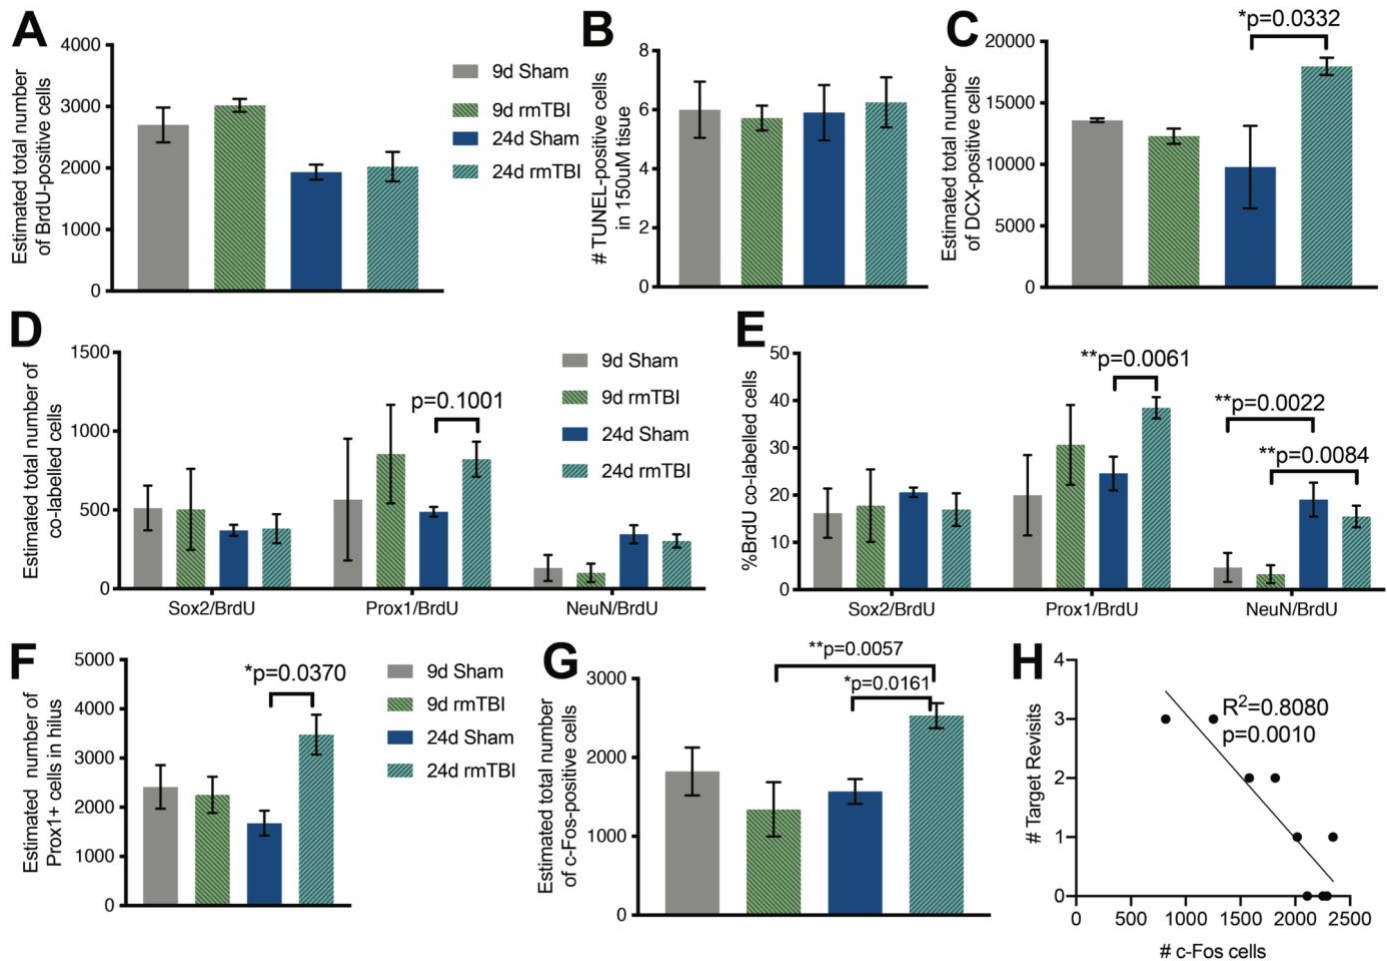 A
Estimated total number
of BrdU-positive cells
4000
3000
2000
1000
0
9d Sham
9d rmTBI
24d Sham
24d rmTBI
B
# TUNEL-positive cells
in 150uM tisue
8
6
4
2
0
C
Estimated total number
of DCX-positive cells
20000
15000
10000
5000
0
*p=0.0332
D
Estimated total number of
co-labelled cells
1500
1000
500
0
p=0.1001
Sox2/BrdU
Prox1/BrdU
NeuN/BrdU
9d Sham
9d rmTBI
24d Sham
24d rmTBI
E
%BrdU co-labelled cells
50
40
30
20
10
0
**p=0.0061
**p=0.0022
**p=0.0084
Sox2/BrdU
Prox1/BrdU
NeuN/BrdU
F
Estimated number of
Prox1+ cells in hilus
5000
4000
3000
2000
1000
0
*p=0.0370
9d Sham
9d rmTBI
24d Sham
24d rmTBI
G
Estimated total number
of c-Fos-positive cells
3000
2000
1000
0
**p=0.0057
*p=0.0161
H
# Target Revisits
4
3
2
1
0
R²=0.8080
p=0.0010
0
500
1000
1500
2000
2500
# c-Fos cells